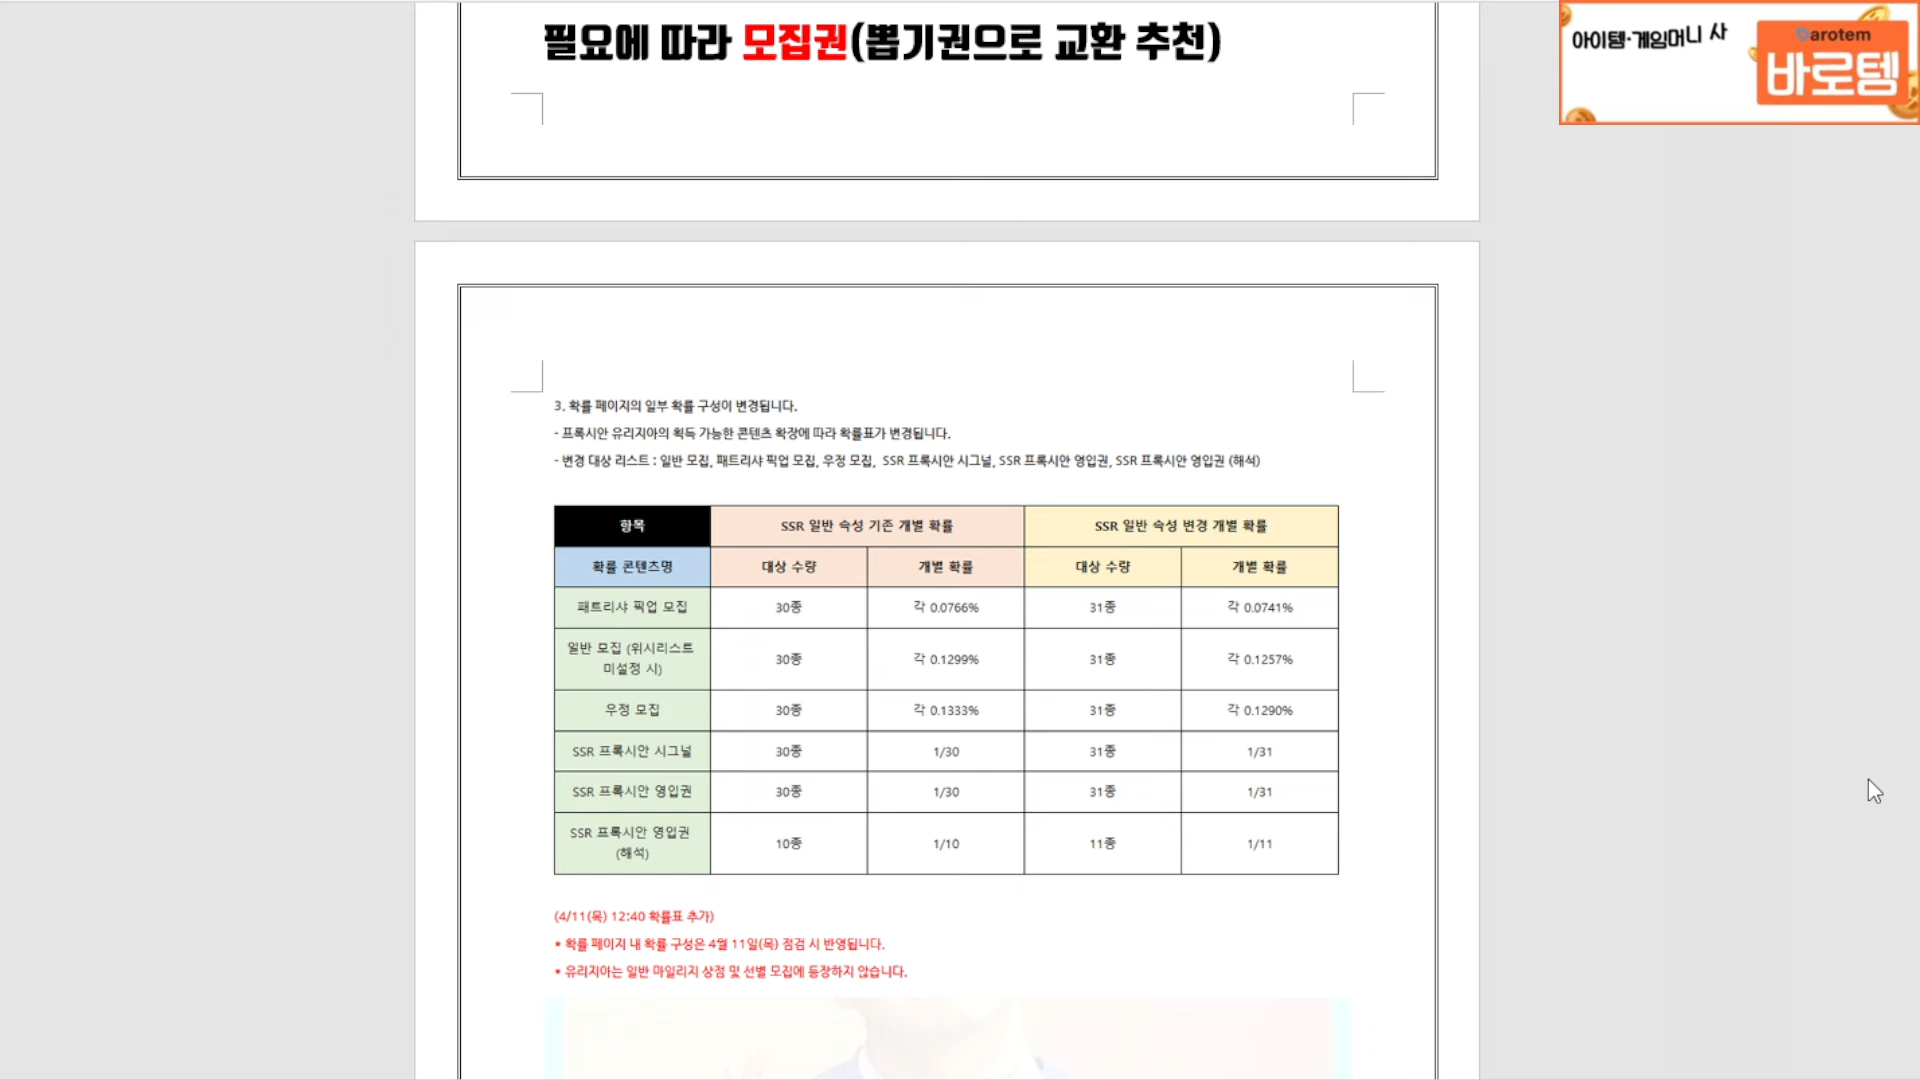 필요에 따라 모집권(뽑기권으로 교환 추천)
아이템·게임머니 사
arotem
바로템
3. 확률 페이지의 일부 확률 구성이 변경됩니다.
- 프록시안 유리지아의 획득 가능한 콘텐츠 확장에 따라 확률표가 변경됩니다.
- 변경 대상 리스트 : 일반 모집, 패트리샤 픽업 모집, 우정 모집, SSR 프록시안 시그널, SSR 프록시안 영입권, SSR 프록시안 영입권 (해석)
항목 SSR 일반 속성 기존 개별 확률 SSR 일반 속성 변경 개별 확률
확률 콘텐츠명 대상 수량 개별 확률 대상 수량 개별 확률
패트리샤 픽업 모집 30종 각 0.0766% 31종 각 0.0741%
일반 모집 (위시리스트
미설정 시) 30종 각 0.1299% 31종 각 0.1257%
우정 모집 30종 각 0.1333% 31종 각 0.1290%
SSR 프록시안 시그널 30종 1/30 31종 1/31
SSR 프록시안 영입권 30종 1/30 31종 1/31
SSR 프록시안 영입권
(해석) 10종 1/10 11종 1/11
(4/11(목) 12:40 확률표 추가)
* 확률 페이지 내 확률 구성은 4월 11일(목) 점검 시 반영됩니다.
* 유리지아는 일반 마일리지 상점 및 선별 모집에 등장하지 않습니다.